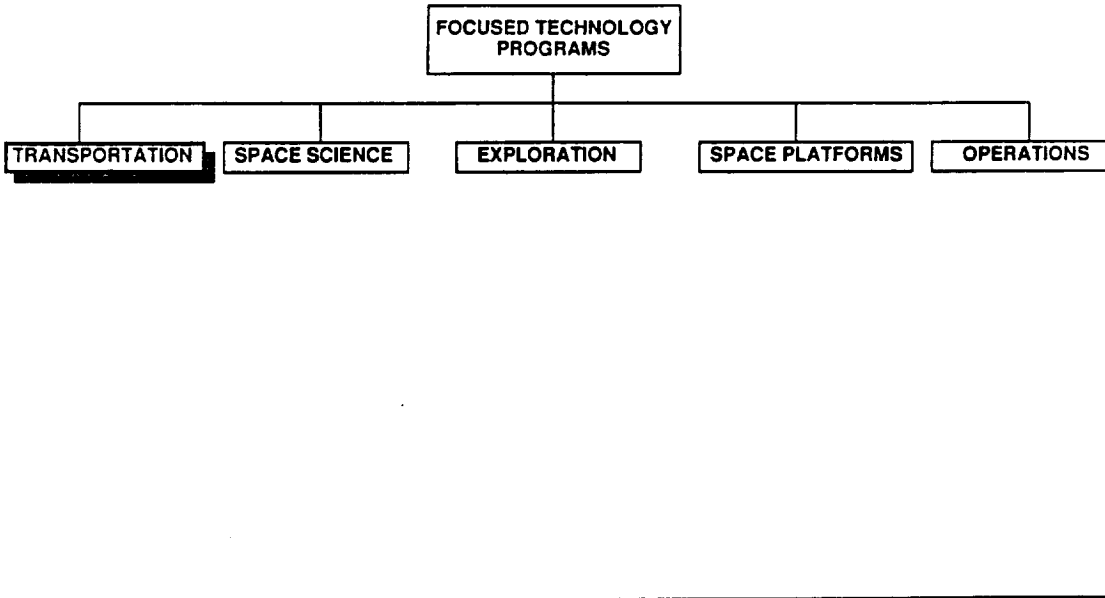 FOCUSED TECHNOLOGY
PROGRAMS
TRANSPORTATION
SPACE SCIENCE
EXPLORATION
SPACE PLATFORMS
OPERATIONS